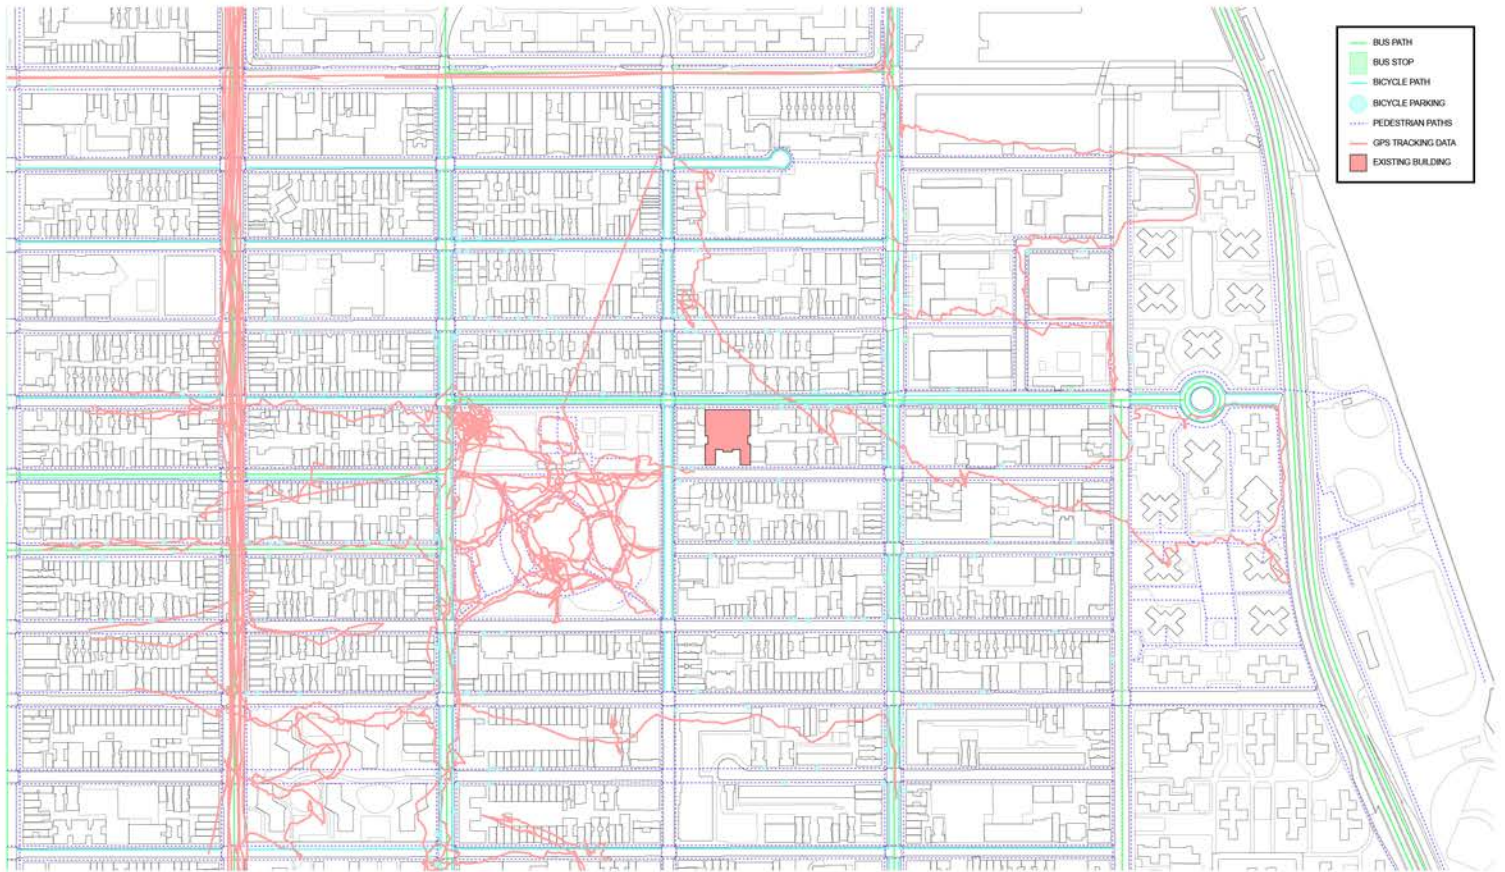 BUS PATH
BUS STOP
BICYCLE PATH
BICYCLE PARKING
PEDESTRIAN PATHS
GPS TRACKING DATA
EXISTING BUILDING